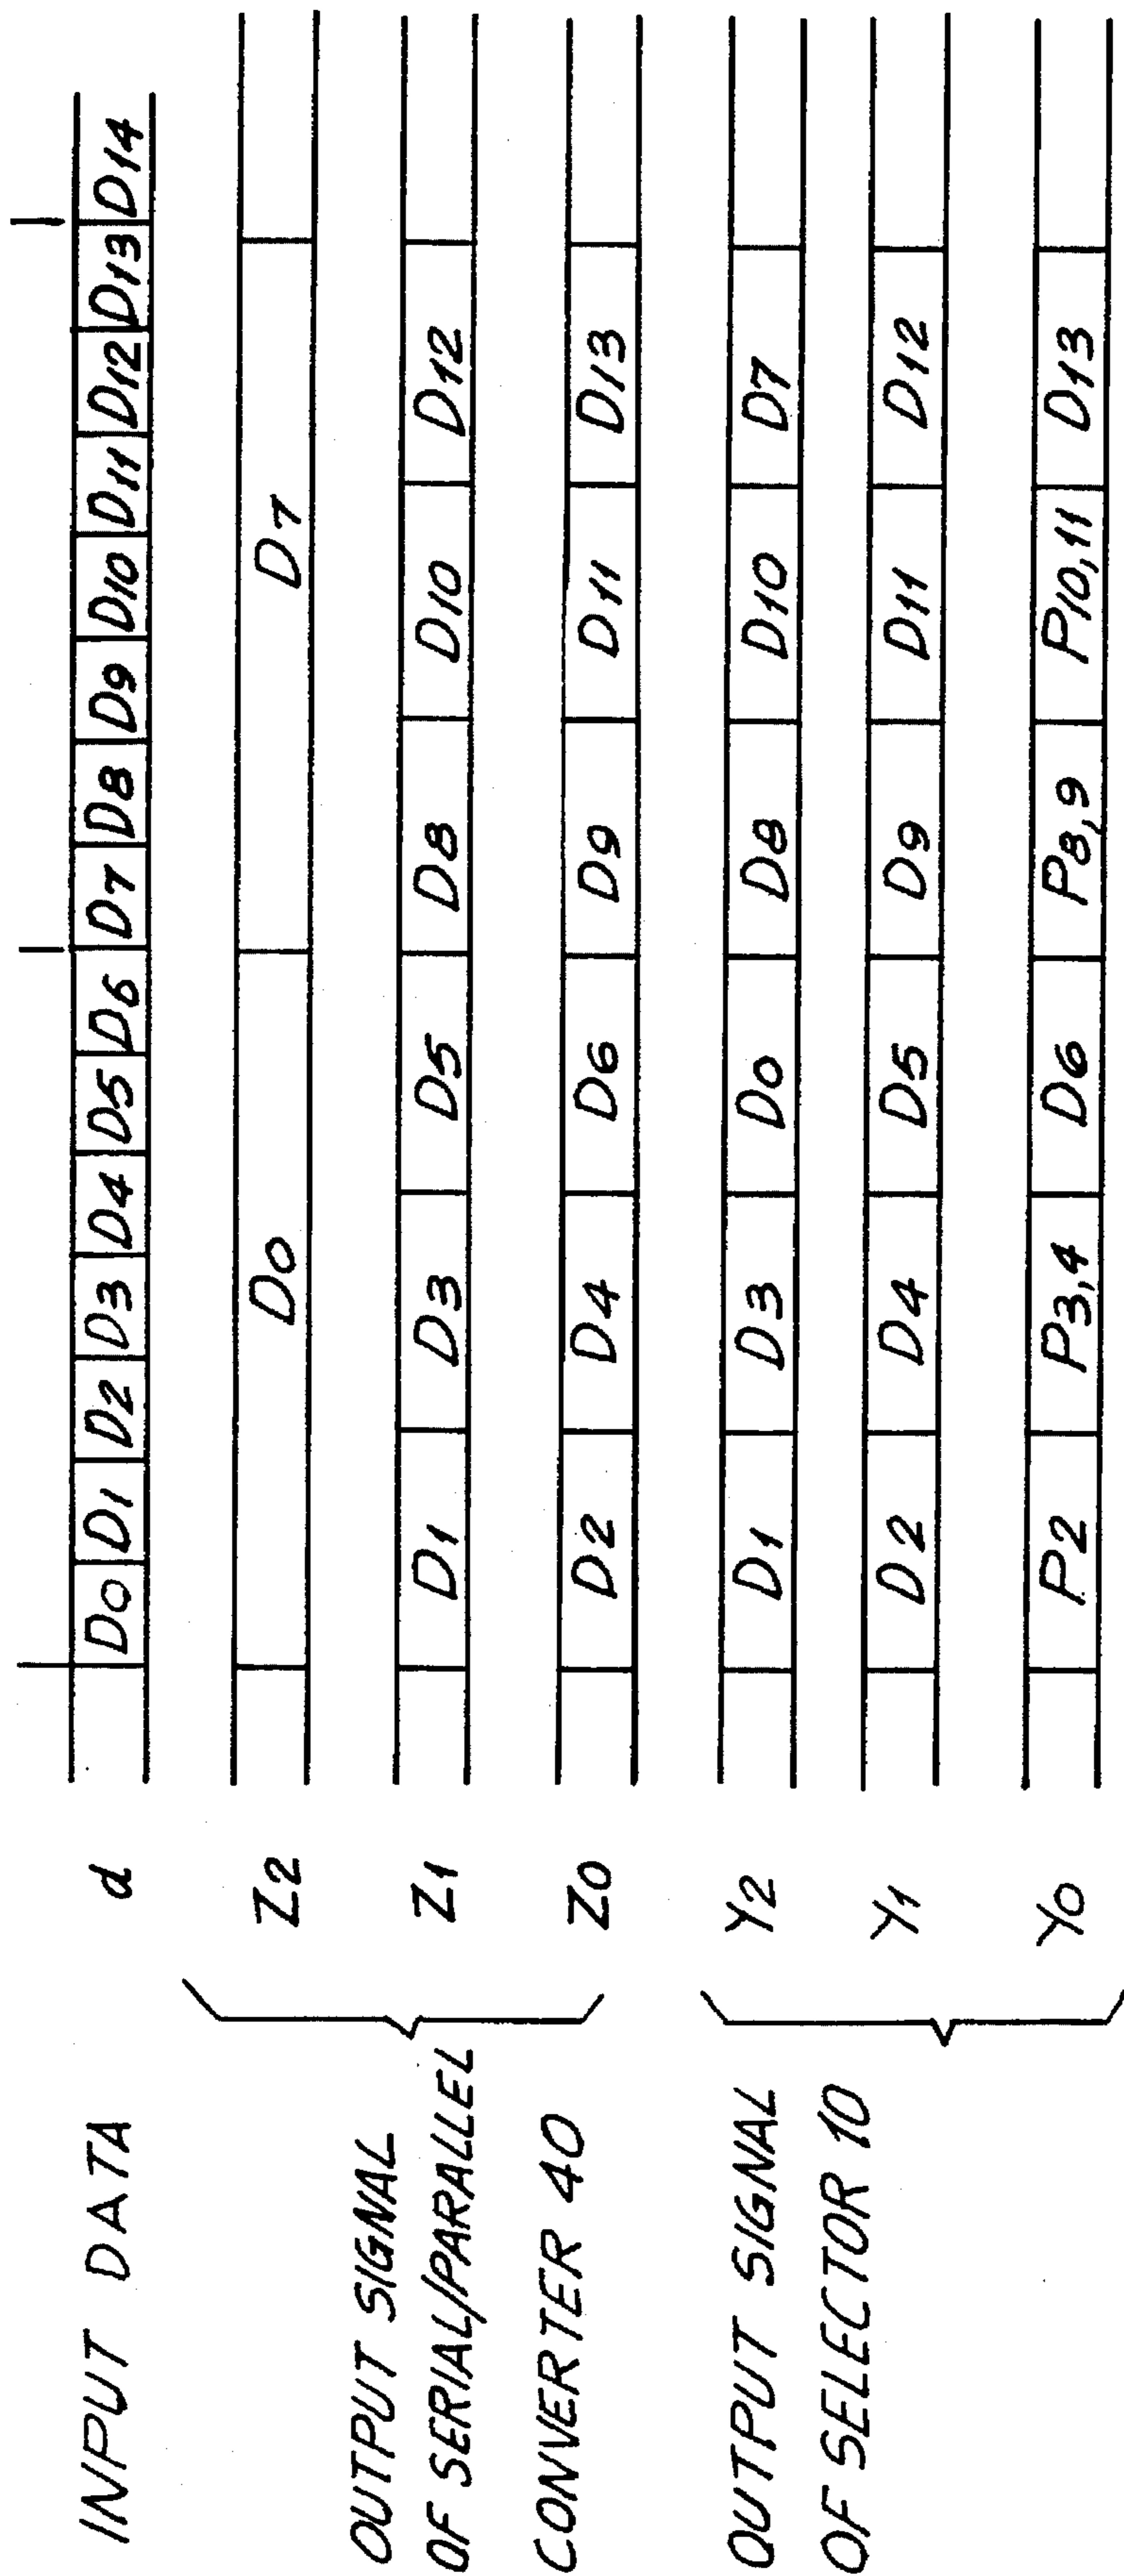 INPUT DATA d D0 D1 D2 D3 D4 D5 D6 D7 D8 D9 D10 D11 D12 D13 D14
Z2 D0 D7
OUTPUT SIGNAL
OF SERIAL/PARALLEL Z1 D1 D3 D5 D8 D10 D12
CONVERTER 40 Z0 D2 D4 D6 D9 D11 D13
OUTPUT SIGNAL Y2 D1 D3 D0 D8 D10 D7
OF SELECTOR 10 Y1 D2 D4 D5 D9 D11 D12
Y0 P2 P3,4 D6 P8,9 P10,11 D13